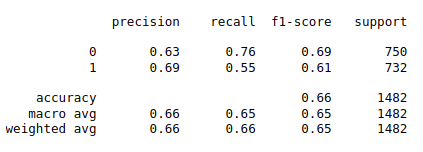 precision recall f1-score support
0 0.63 0.76 0.69 750
1 0.69 0.55 0.61 732
accuracy 0.66 1482
macro avg 0.66 0.65 0.65 1482
weighted avg 0.66 0.66 0.65 1482